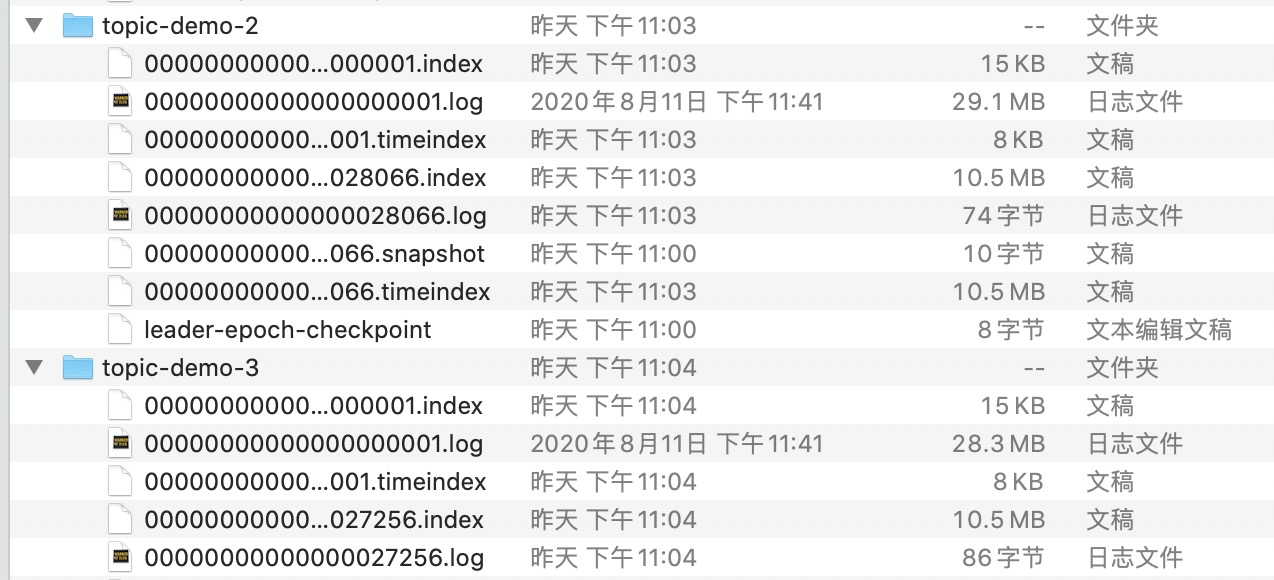 topic-demo-2 昨天 下午11:03 -- 文件夹
00000000000...000001.index 昨天 下午11:03 15 KB 文稿
00000000000000000001.log 2020年8月11日 下午11:41 29.1 MB 日志文件
00000000000...001.timeindex 昨天 下午11:03 8 KB 文稿
00000000000...028066.index 昨天 下午11:03 10.5 MB 文稿
00000000000000028066.log 昨天 下午11:03 74 字节 日志文件
00000000000...066.snapshot 昨天 下午11:00 10 字节 文稿
00000000000...066.timeindex 昨天 下午11:03 10.5 MB 文稿
leader-epoch-checkpoint 昨天 下午11:00 8 字节 文本编辑文稿
topic-demo-3 昨天 下午11:04 -- 文件夹
00000000000...000001.index 昨天 下午11:04 15 KB 文稿
00000000000000000001.log 2020年8月11日 下午11:41 28.3 MB 日志文件
00000000000...001.timeindex 昨天 下午11:04 8 KB 文稿
00000000000...027256.index 昨天 下午11:04 10.5 MB 文稿
00000000000000027256.log 昨天 下午11:04 86 字节 日志文件